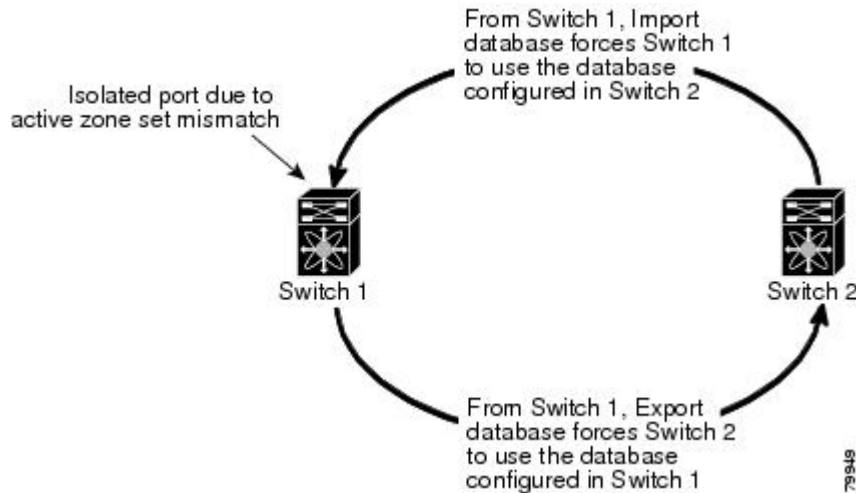 From Switch 1, Import
database forces Switch 1
to use the database
configured in Switch 2
Isolated port due to
active zone set mismatch
Switch 1
Switch 2
From Switch 1, Export
database forces Switch 2
to use the database
configured in Switch 1
79949